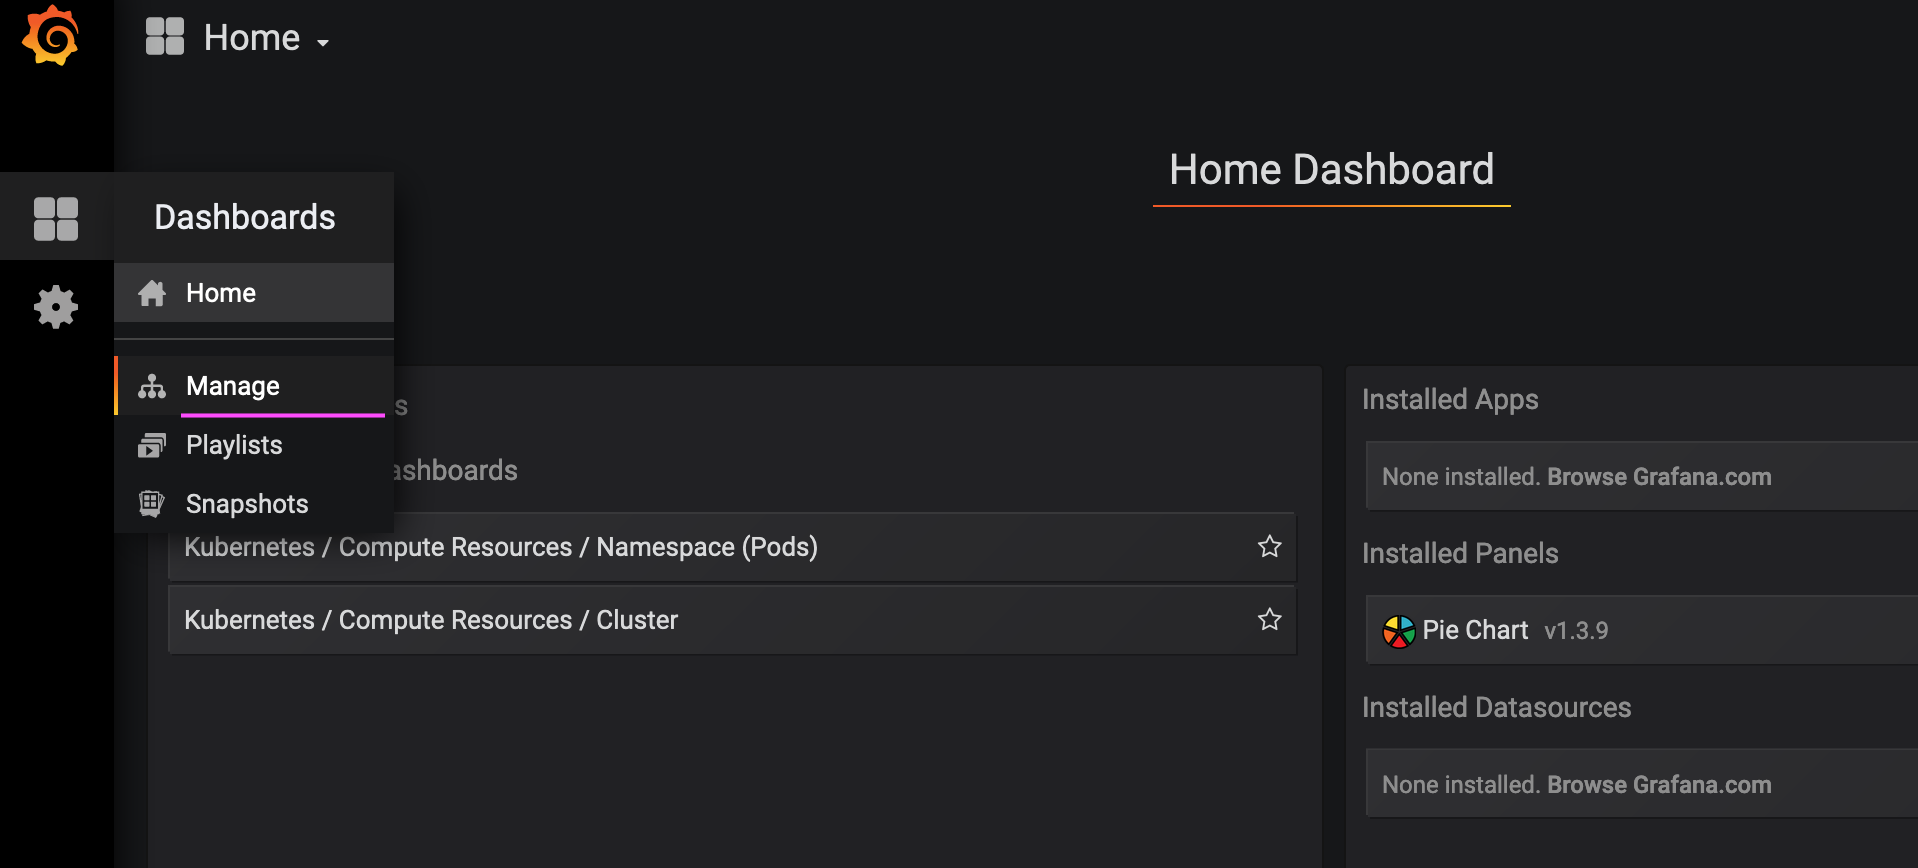 Home
Home Dashboard
Dashboards
Home
Manage
Playlists
Snapshots
Kubernetes / Compute Resources / Namespace (Pods)
Kubernetes / Compute Resources / Cluster
Installed Apps
None installed. Browse Grafana.com
Installed Panels
Pie Chart v1.3.9
Installed Datasources
None installed. Browse Grafana.com